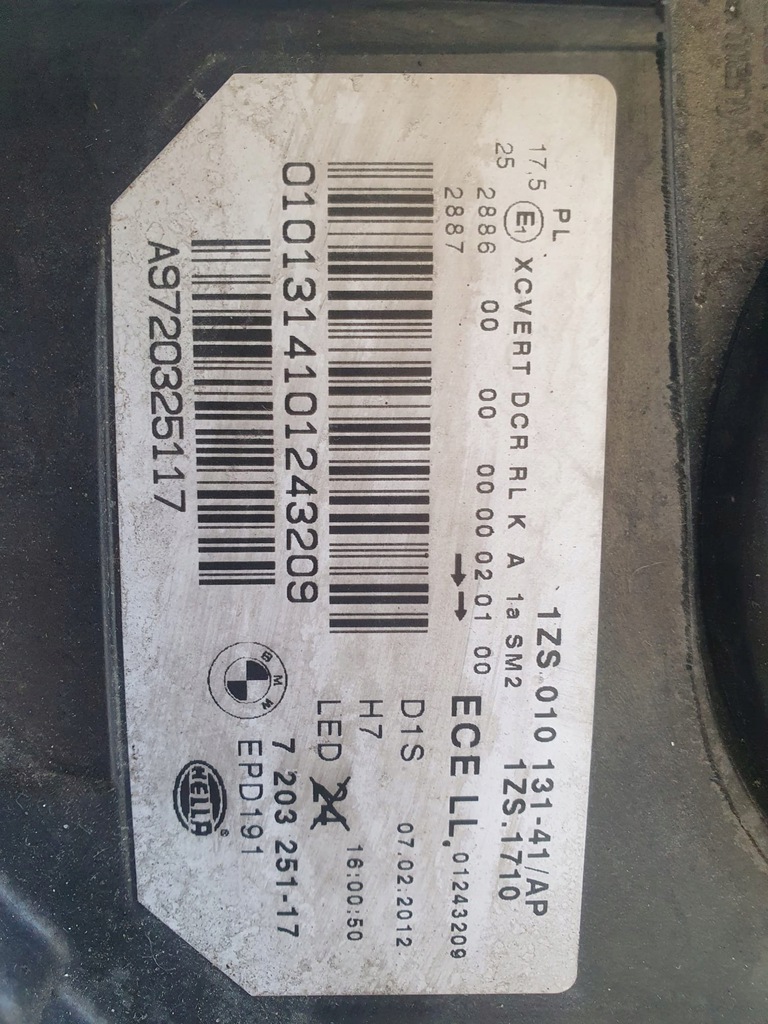 1ZS.010 131-41/AP
1ZS.1710
PL
17,5 E1 XCVERT DCR RL K A 1a SM2
25 2886 00 00 00 00 02 01 00
2887 → →
ECE LL. 01243209
D1S 07.02.2012
H7 16:00:50
LED 24
0101314101243209
7 203 251-17
BMW
EPD191
A9720325117
HELLA ®